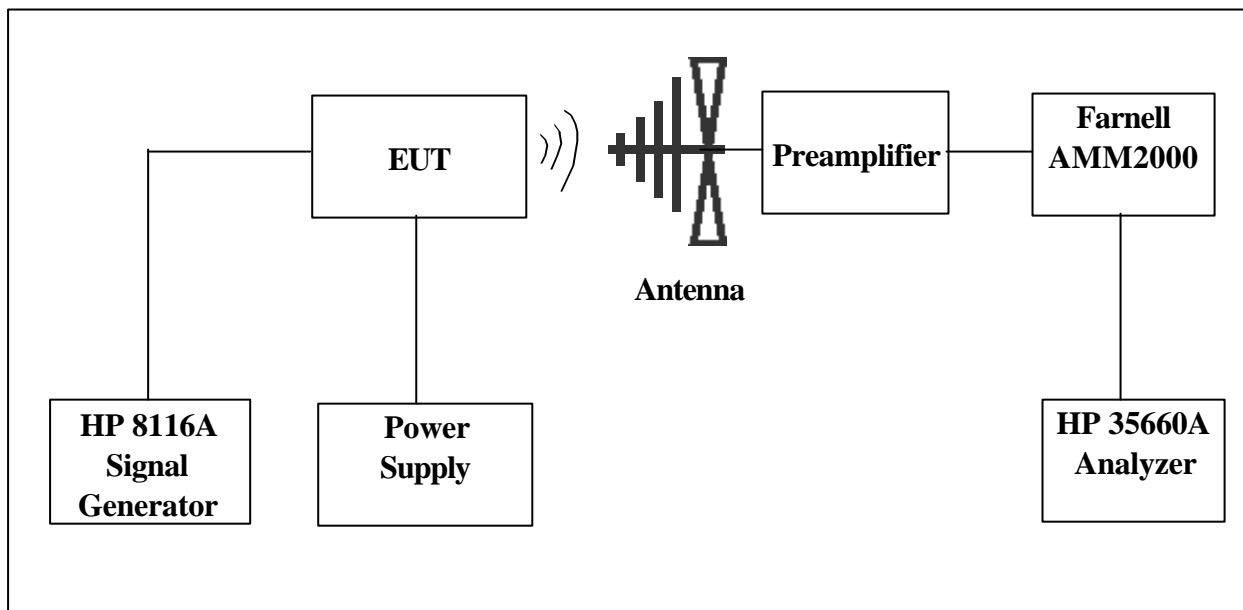 EUT
Antenna
Preamplifier
Farnell
AMM2000
HP 8116A
Signal
Generator
Power
Supply
HP 35660A
Analyzer